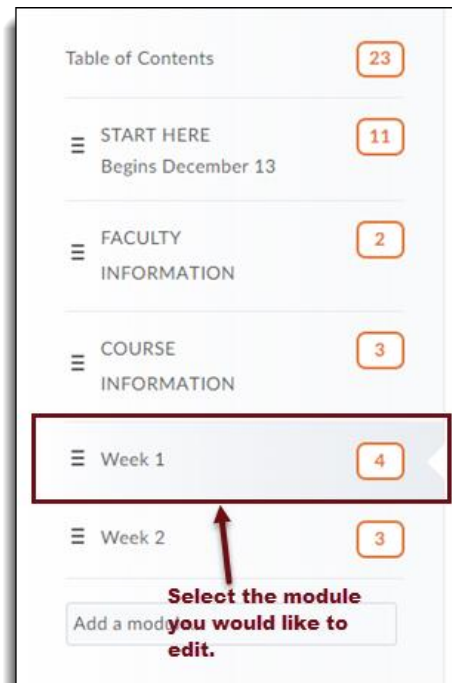 Table of Contents 23
START HERE 11
Begins December 13
FACULTY 2
INFORMATION
COURSE 3
INFORMATION
Week 1 4
Week 2 3
Add a
Select the module
you would like to
edit.